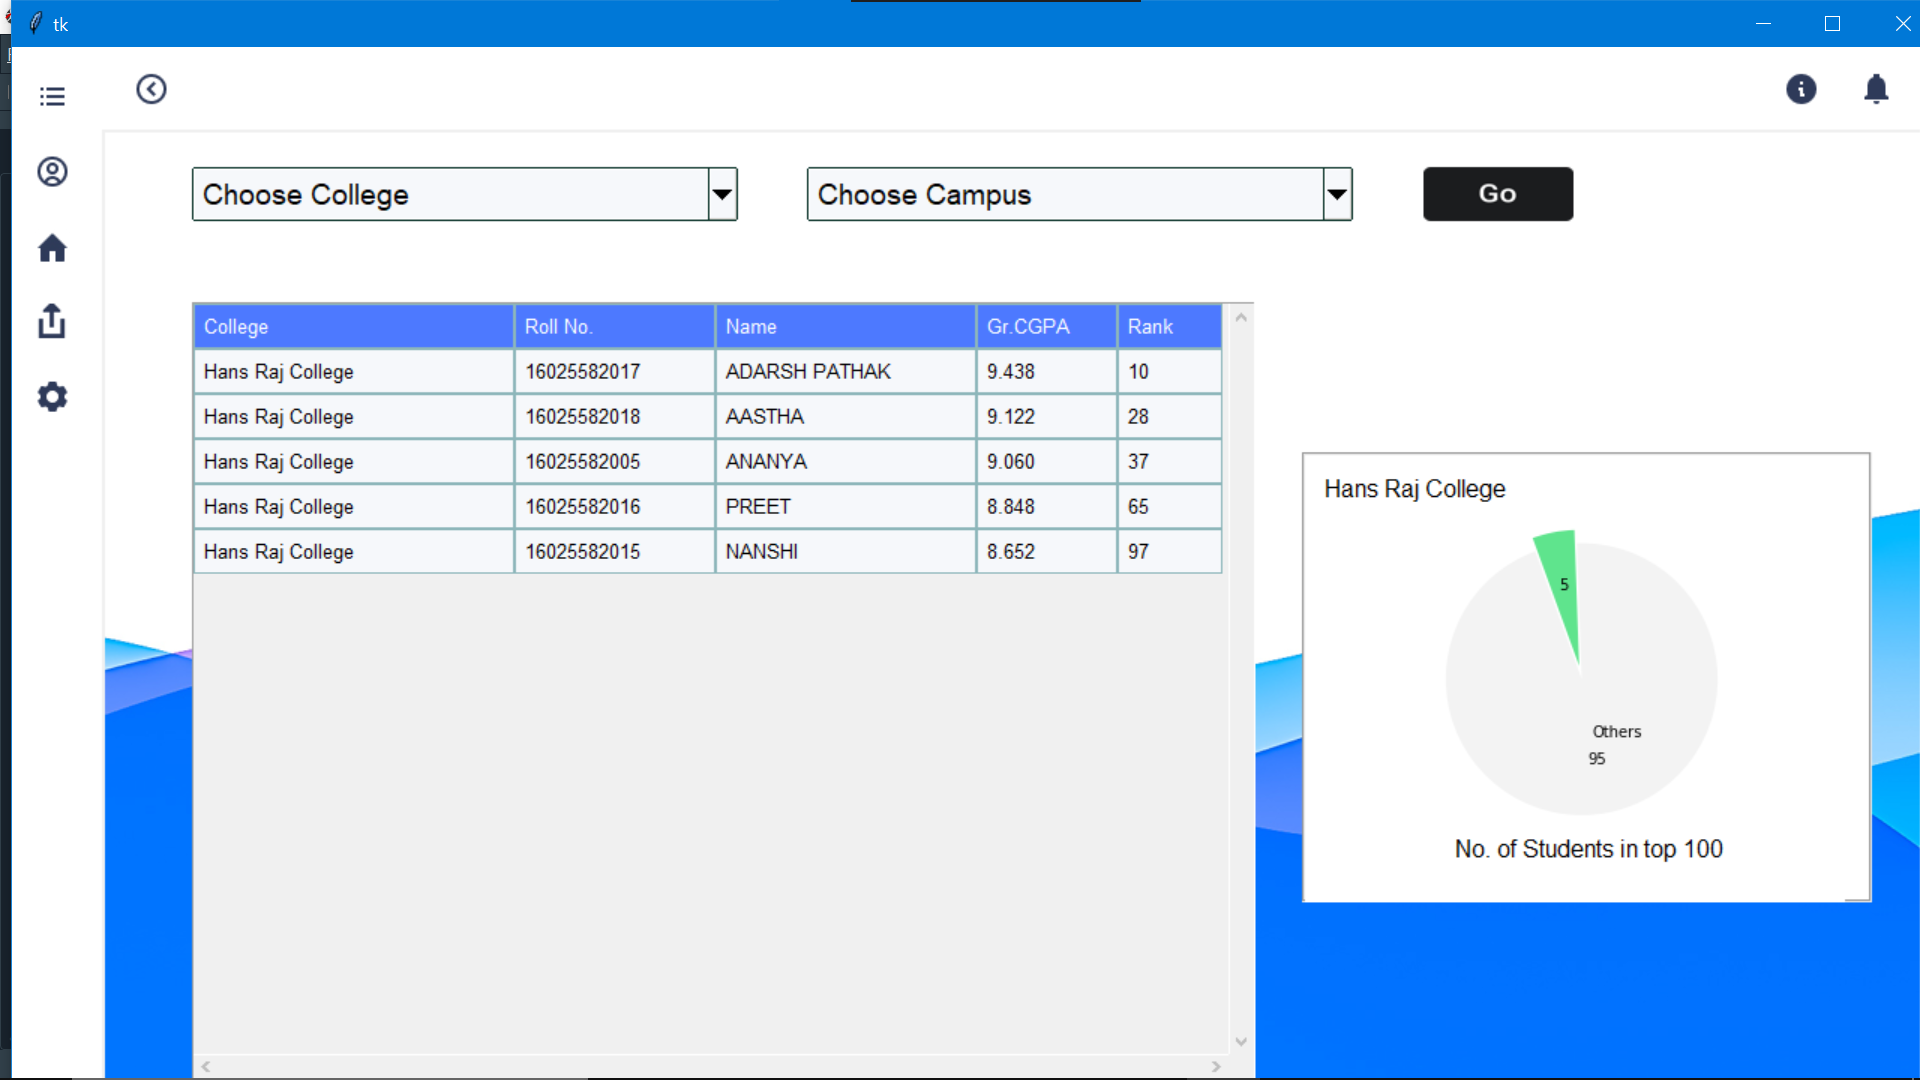 tk
Choose College Choose Campus Go
College Roll No. Name Gr.CGPA Rank
Hans Raj College 16025582017 ADARSH PATHAK 9.438 10
Hans Raj College 16025582018 AASTHA 9.122 28
Hans Raj College 16025582005 ANANYA 9.060 37
Hans Raj College 16025582016 PREET 8.848 65
Hans Raj College 16025582015 NANSHI 8.652 97
Hans Raj College
5
Others
95
No. of Students in top 100